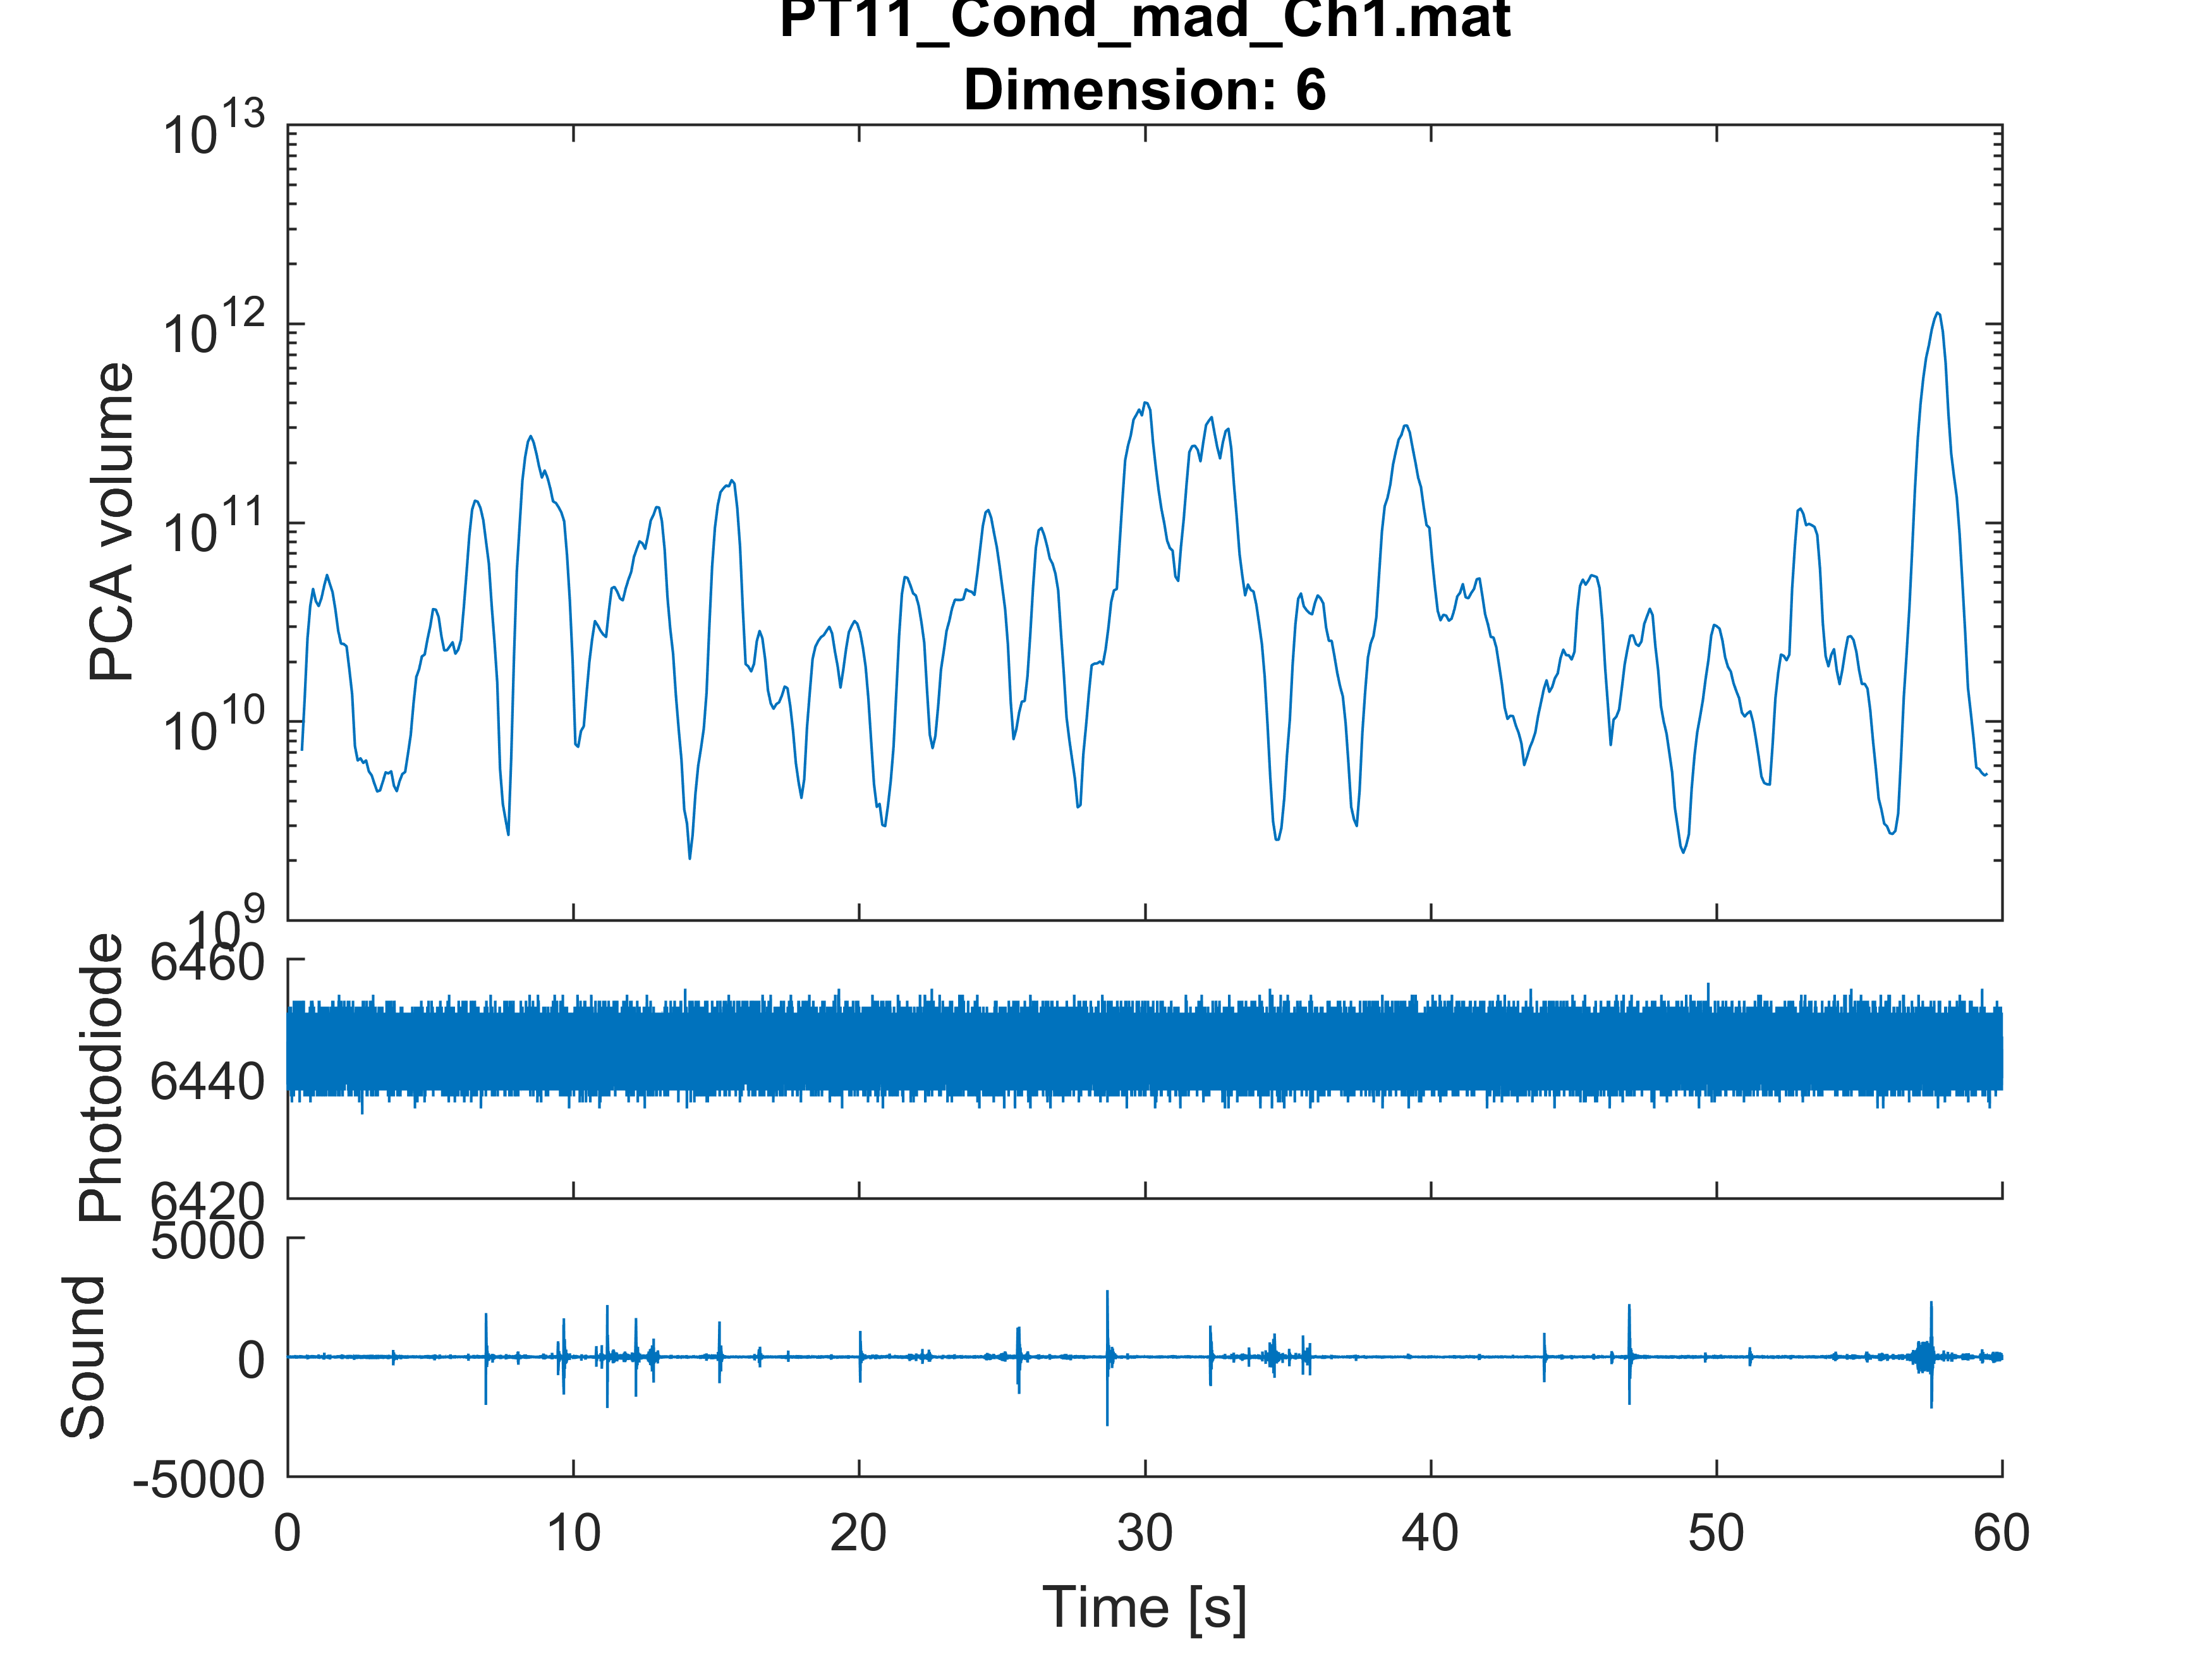 PT11_Cond_mad_Ch1.mat
Dimension: 6
10^13
10^12
10^11
10^10
10^9
PCA volume
6460
6440
6420
Photodiode
5000
0
-5000
Sound
0 10 20 30 40 50 60
Time [s]